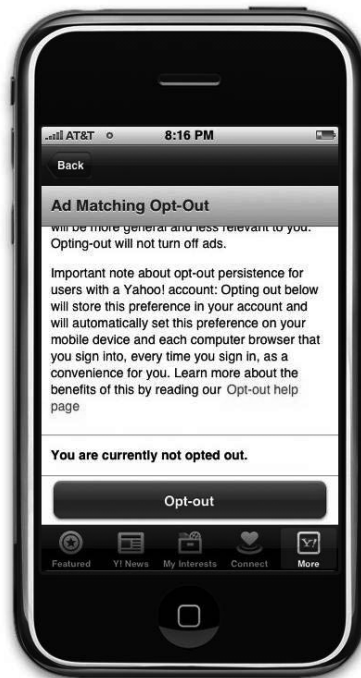 AT&T
8:16 PM
Back
Ad Matching Opt-Out
will be more general and less relevant to you.
Opting-out will not turn off ads.
Important note about opt-out persistence for
users with a Yahoo! account: Opting out below
will store this preference in your account and
will automatically set this preference on your
mobile device and each computer browser that
you sign into, every time you sign in, as a
convenience for you. Learn more about the
benefits of this by reading our Opt-out help
page
You are currently not opted out.
Opt-out
Featured Y! News My Interests Connect Y! More